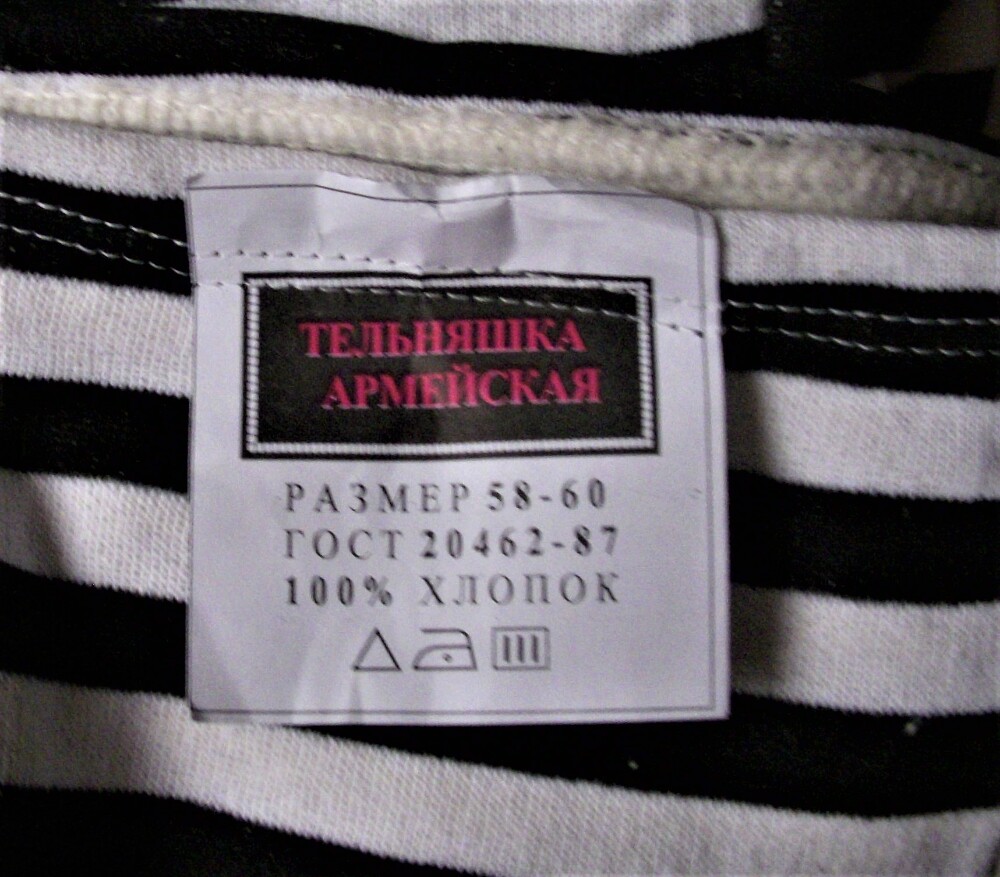 ТЕЛЬНЯШКА
АРМЕЙСКАЯ
РАЗМЕР 58-60
ГОСТ 20462-87
100% ХЛОПОК